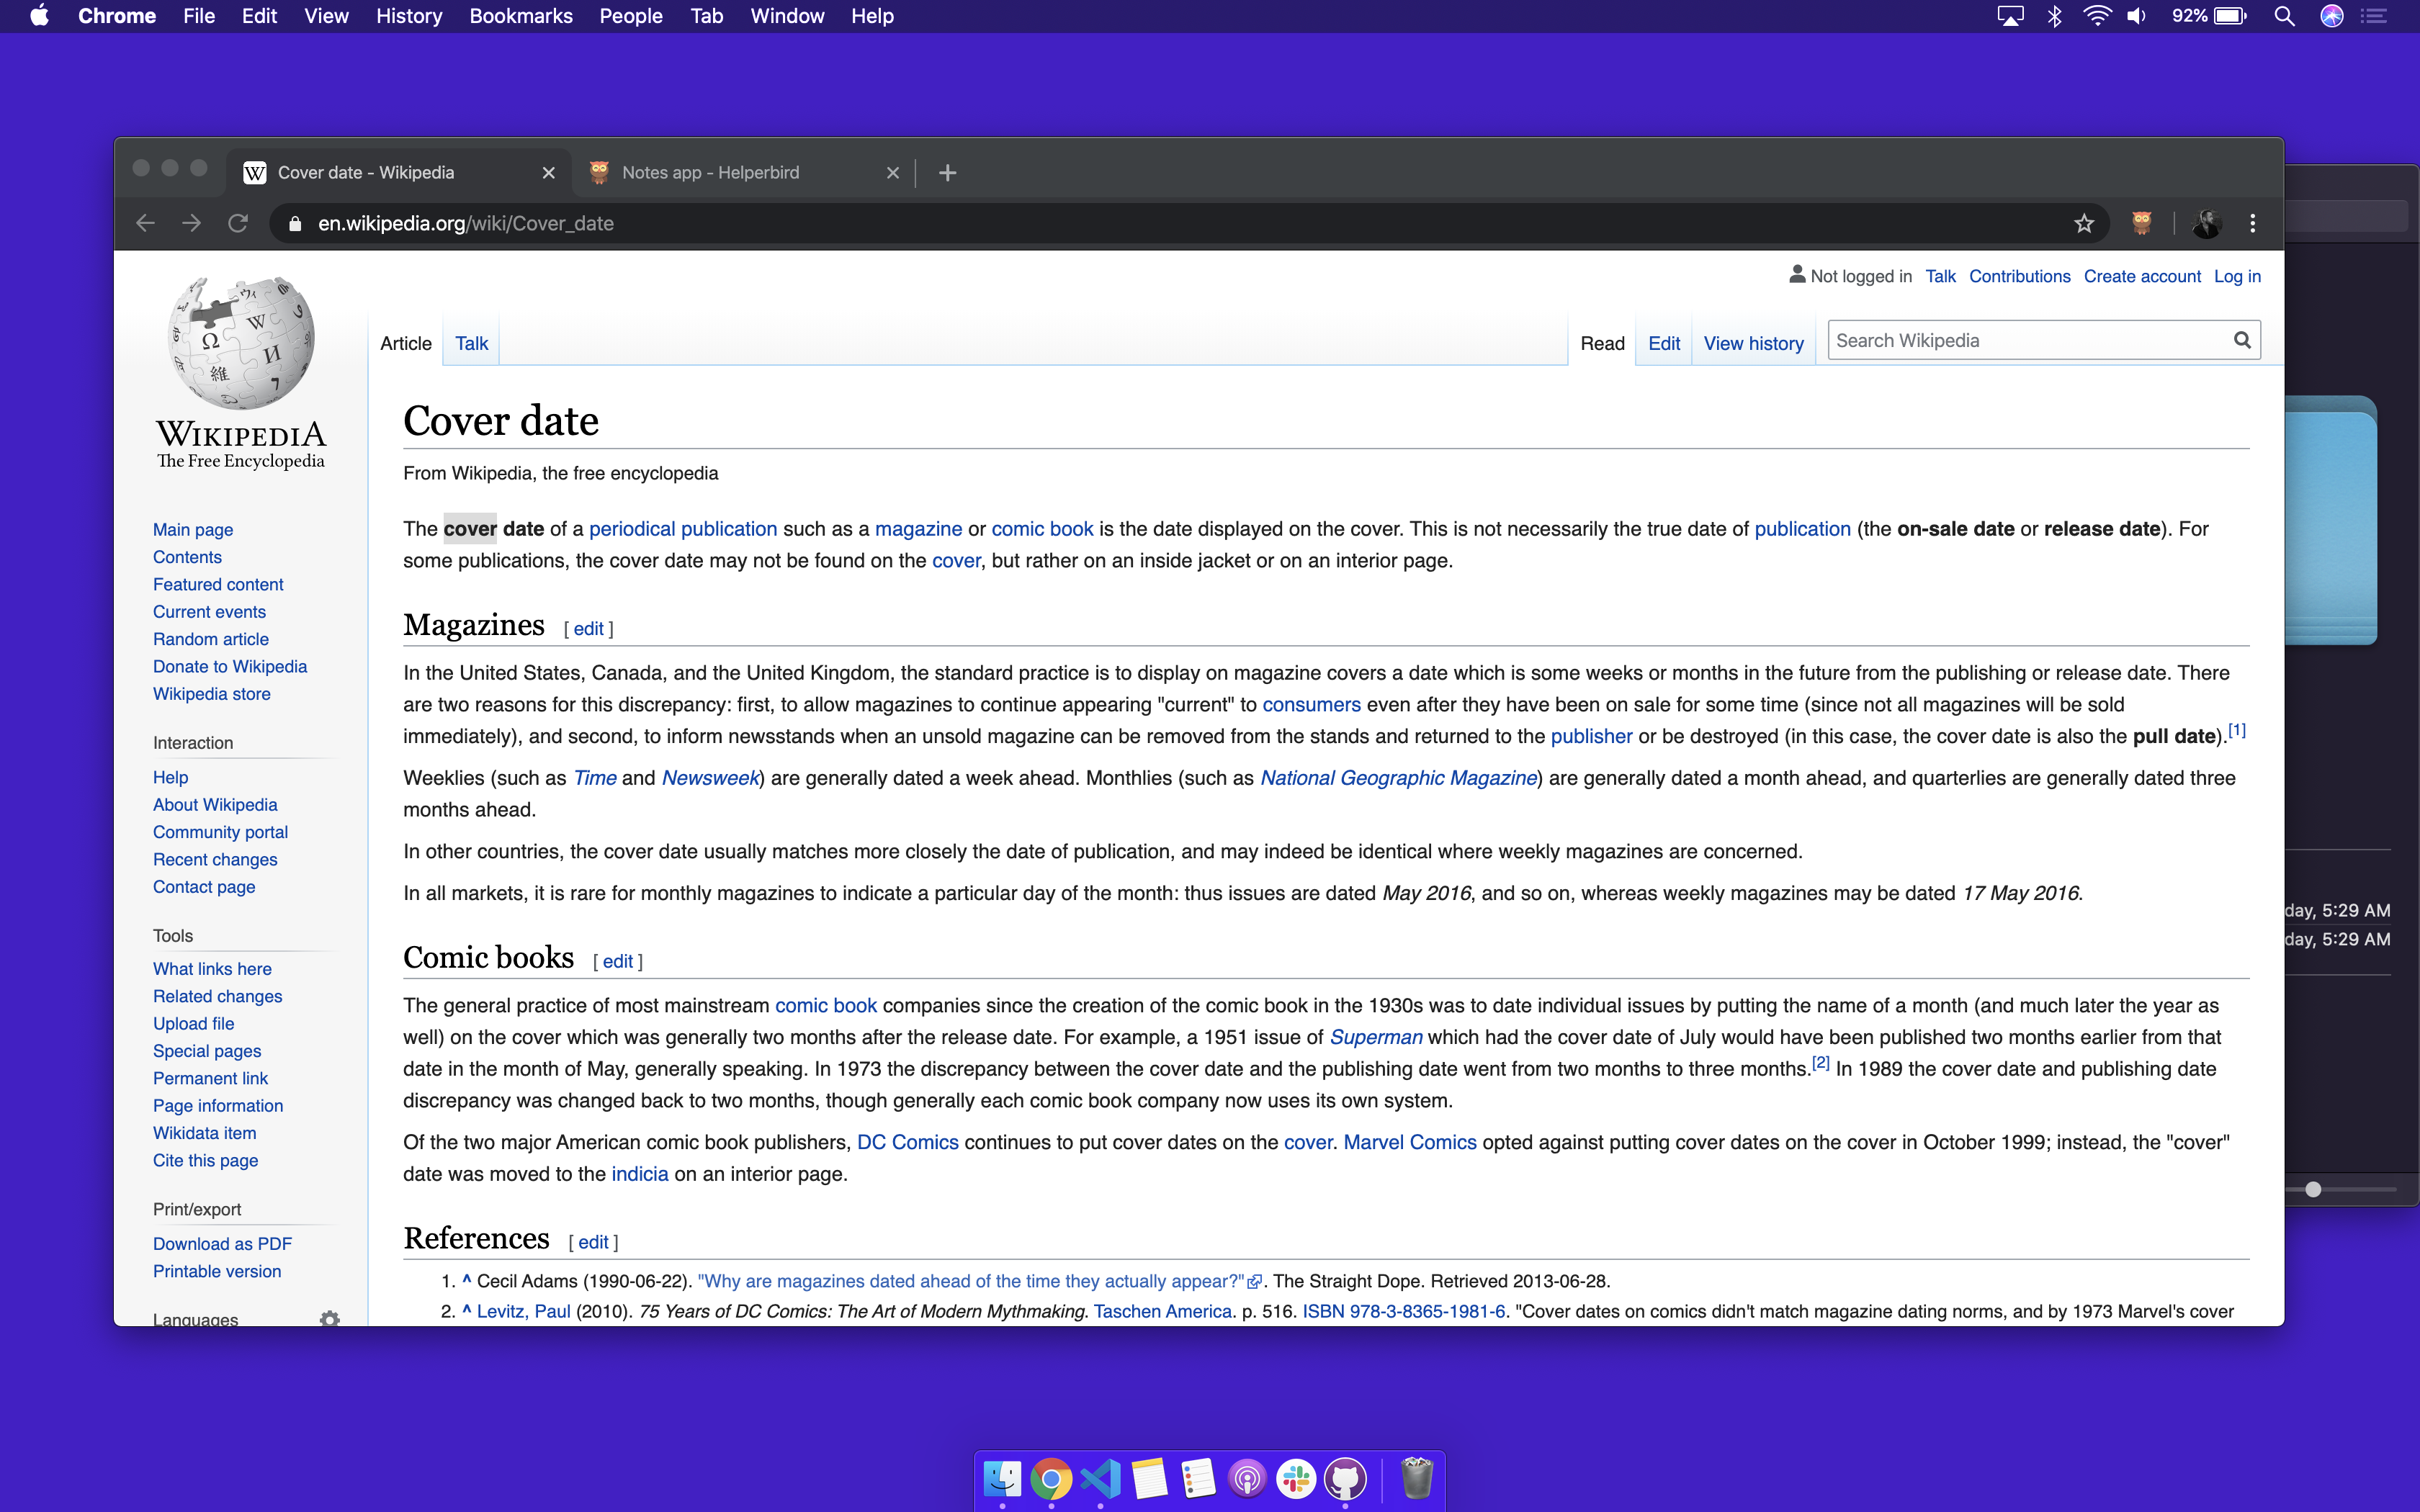 Chrome File Edit View History Bookmarks People Tab Window Help 92%
Cover date - Wikipedia Notes app - Helperbird
en.wikipedia.org/wiki/Cover_date
Not logged in Talk Contributions Create account Log in
Article Talk Read Edit View history Search Wikipedia
WIKIPEDIA
The Free Encyclopedia
Main page
Contents
Featured content
Current events
Random article
Donate to Wikipedia
Wikipedia store
Interaction
Help
About Wikipedia
Community portal
Recent changes
Contact page
Tools
What links here
Related changes
Upload file
Special pages
Permanent link
Page information
Wikidata item
Cite this page
Print/export
Download as PDF
Printable version
Languages
Cover date
From Wikipedia, the free encyclopedia
The cover date of a periodical publication such as a magazine or comic book is the date displayed on the cover. This is not necessarily the true date of publication (the on-sale date or release date). For
some publications, the cover date may not be found on the cover, but rather on an inside jacket or on an interior page.
Magazines [ edit ]
In the United States, Canada, and the United Kingdom, the standard practice is to display on magazine covers a date which is some weeks or months in the future from the publishing or release date. There
are two reasons for this discrepancy: first, to allow magazines to continue appearing "current" to consumers even after they have been on sale for some time (since not all magazines will be sold
immediately), and second, to inform newsstands when an unsold magazine can be removed from the stands and returned to the publisher or be destroyed (in this case, the cover date is also the pull date).[1]
Weeklies (such as Time and Newsweek) are generally dated a week ahead. Monthlies (such as National Geographic Magazine) are generally dated a month ahead, and quarterlies are generally dated three
months ahead.
In other countries, the cover date usually matches more closely the date of publication, and may indeed be identical where weekly magazines are concerned.
In all markets, it is rare for monthly magazines to indicate a particular day of the month: thus issues are dated May 2016, and so on, whereas weekly magazines may be dated 17 May 2016.
Comic books [ edit ]
The general practice of most mainstream comic book companies since the creation of the comic book in the 1930s was to date individual issues by putting the name of a month (and much later the year as
well) on the cover which was generally two months after the release date. For example, a 1951 issue of Superman which had the cover date of July would have been published two months earlier from that
date in the month of May, generally speaking. In 1973 the discrepancy between the cover date and the publishing date went from two months to three months.[2] In 1989 the cover date and publishing date
discrepancy was changed back to two months, though generally each comic book company now uses its own system.
Of the two major American comic book publishers, DC Comics continues to put cover dates on the cover. Marvel Comics opted against putting cover dates on the cover in October 1999; instead, the "cover"
date was moved to the indicia on an interior page.
References [ edit ]
1. ^ Cecil Adams (1990-06-22). "Why are magazines dated ahead of the time they actually appear?". The Straight Dope. Retrieved 2013-06-28.
2. ^ Levitz, Paul (2010). 75 Years of DC Comics: The Art of Modern Mythmaking. Taschen America. p. 516. ISBN 978-3-8365-1981-6. "Cover dates on comics didn't match magazine dating norms, and by 1973 Marvel's cover
day, 5:29 AM
day, 5:29 AM